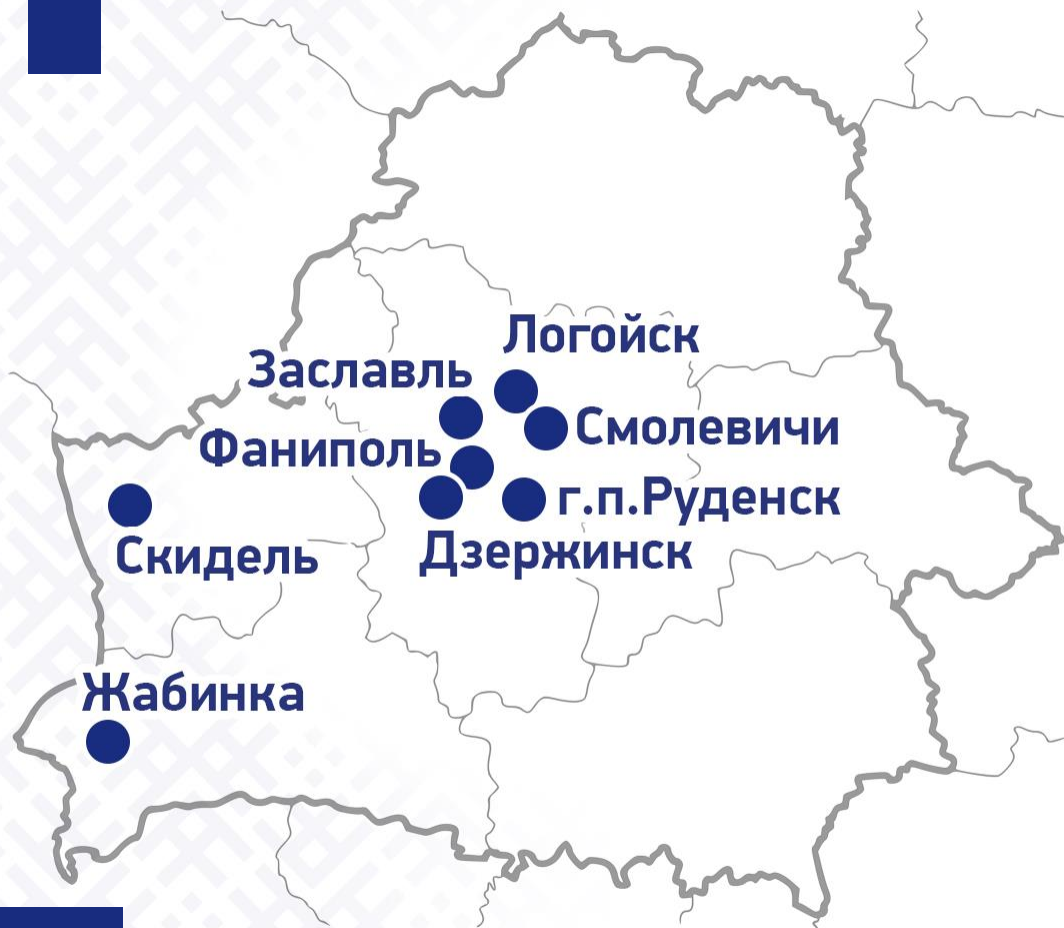 Логойск
Заславль
Смолевичи
Фаниполь
г.п.Руденск
Дзержинск
Скидель
Жабинка